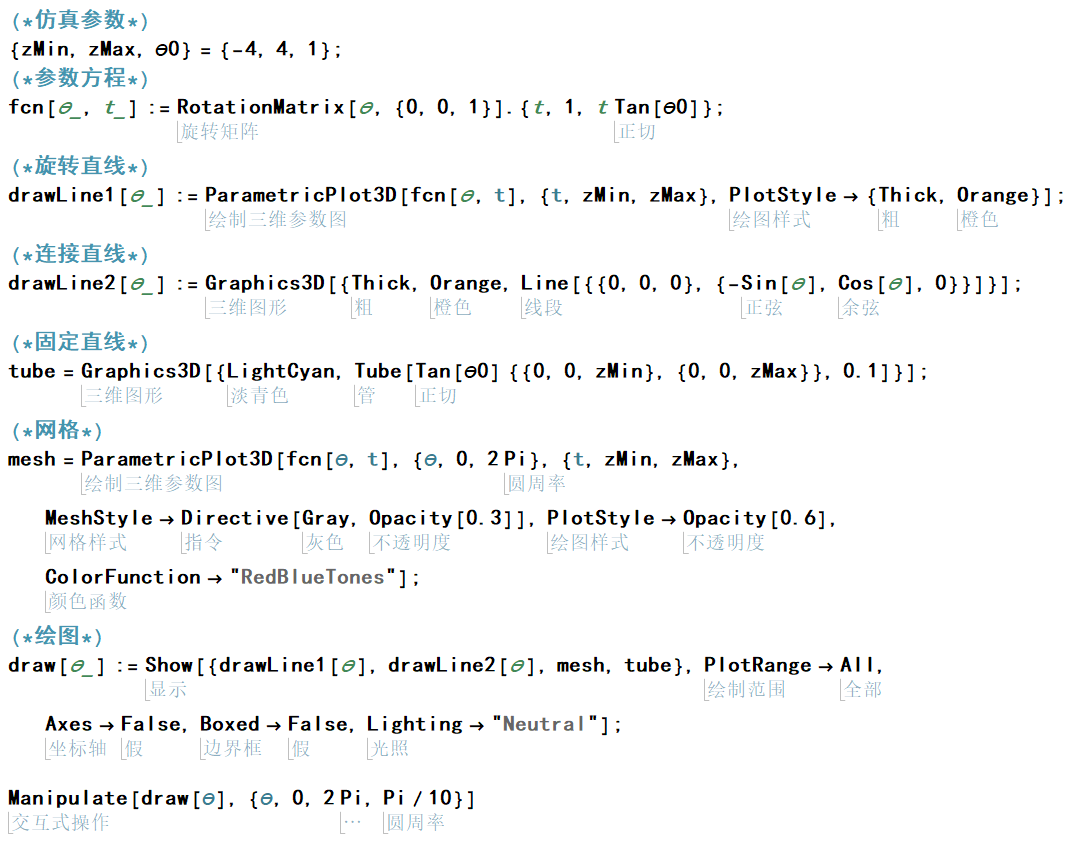 (*仿真参数*)
{zMin, zMax, θ0} = {-4, 4, 1};
(*参数方程*)
fcn[θ_, t_] := RotationMatrix[θ, {0, 0, 1}].{t, 1, t Tan[θ0]};
旋转矩阵 正切
(*旋转直线*)
drawLine1[θ_] := ParametricPlot3D[fcn[θ, t], {t, zMin, zMax}, PlotStyle → {Thick, Orange}];
绘制三维参数图 绘图样式 粗 橙色
(*连接直线*)
drawLine2[θ_] := Graphics3D[{Thick, Orange, Line[{{0, 0, 0}, {-Sin[θ], Cos[θ], 0}}]}];
三维图形 粗 橙色 线段 正弦 余弦
(*固定直线*)
tube = Graphics3D[{LightCyan, Tube[Tan[θ0] {{0, 0, zMin}, {0, 0, zMax}}, 0.1]}];
三维图形 淡青色 管 正切
(*网格*)
mesh = ParametricPlot3D[fcn[θ, t], {θ, 0, 2 Pi}, {t, zMin, zMax},
绘制三维参数图 圆周率
MeshStyle → Directive[Gray, Opacity[0.3]], PlotStyle → Opacity[0.6],
网格样式 指令 灰色 不透明度 绘图样式 不透明度
ColorFunction → "RedBlueTones"];
颜色函数
(*绘图*)
draw[θ_] := Show[{drawLine1[θ], drawLine2[θ], mesh, tube}, PlotRange → All,
显示 绘制范围 全部
Axes → False, Boxed → False, Lighting → "Neutral"];
坐标轴 假 边界框 假 光照
Manipulate[draw[θ], {θ, 0, 2 Pi, Pi / 10}]
交互式操作 ⋯ 圆周率